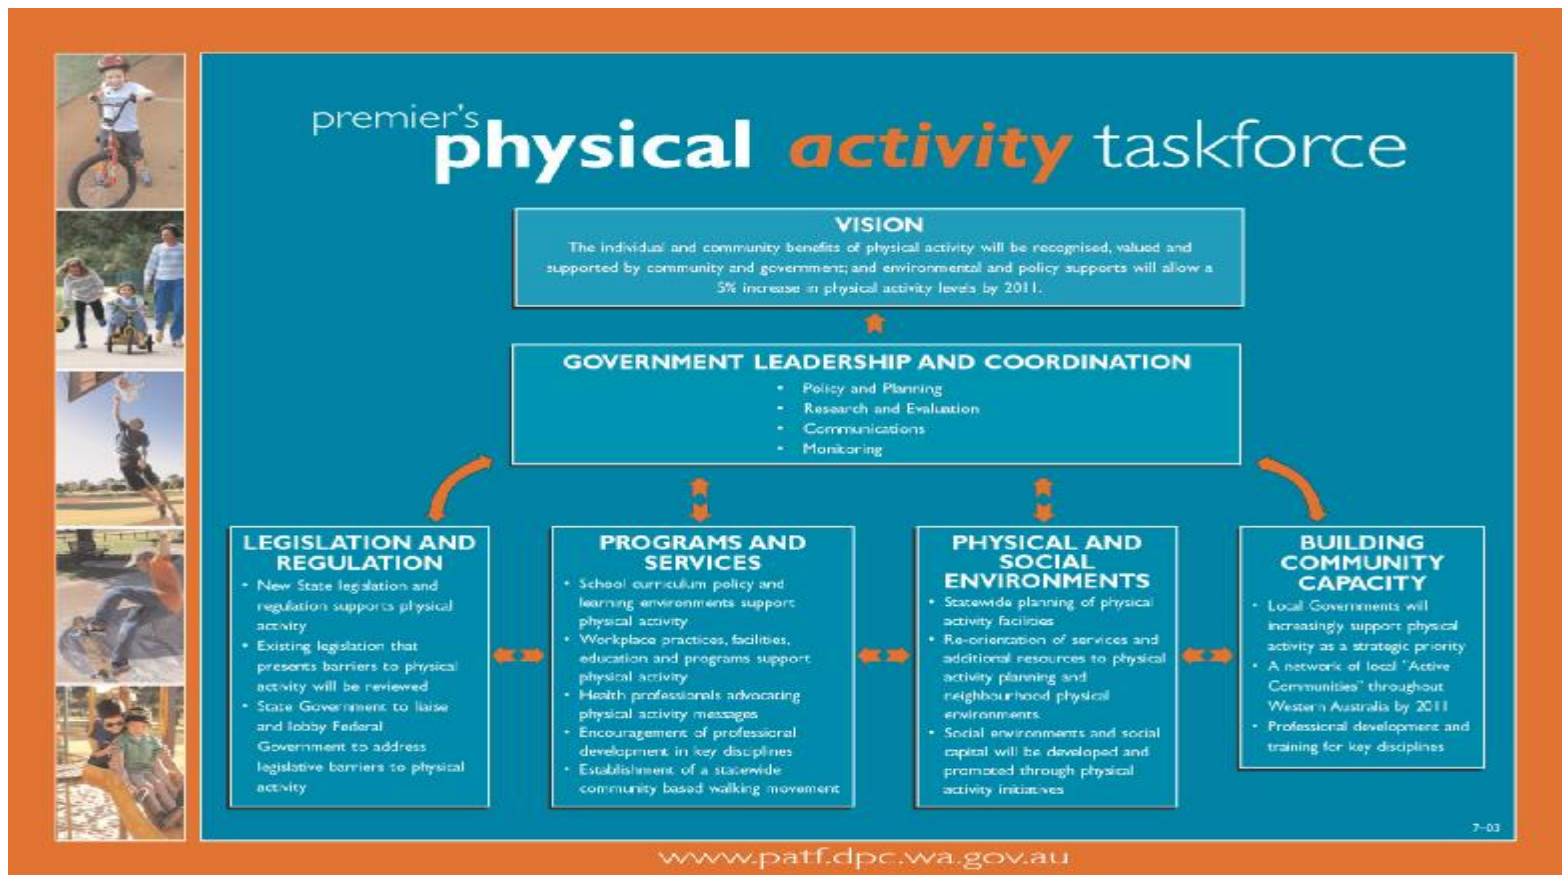 premier's
physical activity taskforce
VISION
The individual and community benefits of physical activity will be recognised, valued and
supported by community and government; and environmental and policy supports will allow a
5% increase in physical activity levels by 2011.
GOVERNMENT LEADERSHIP AND COORDINATION
• Policy and Planning
• Research and Evaluation
• Communications
• Monitoring
LEGISLATION AND
REGULATION
• New State legislation and
regulation supports physical
activity
• Existing legislation that
presents barriers to physical
activity will be reviewed
• State Government to liaise
and lobby Federal
Government to address
legislative barriers to physical
activity
PROGRAMS AND
SERVICES
• School curriculum policy and
learning environments support
physical activity
• Workplace practices, facilities,
education and programs support
physical activity
• Health professionals advocating
physical activity messages
• Encouragement of professional
development in key disciplines
• Establishment of a statewide
community based walking movement
PHYSICAL AND
SOCIAL
ENVIRONMENTS
• Statewide planning of physical
activity facilities
• Re-orientation of services and
additional resources to physical
activity planning and
neighbourhood physical
environments
• Social environments and social
capital will be developed and
promoted through physical
activity initiatives
BUILDING
COMMUNITY
CAPACITY
• Local Governments will
increasingly support physical
activity as a strategic priority
• A network of local "Active
Communities" throughout
Western Australia by 2011
• Professional development and
training for key disciplines
7–03
www.patf.dpc.wa.gov.au